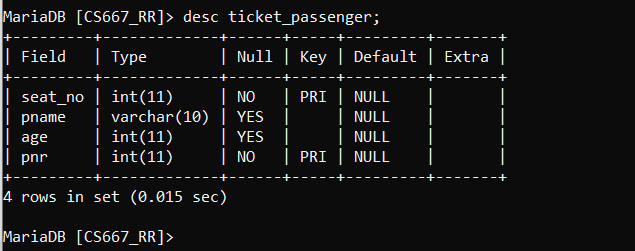 MariaDB [CS667_RR]> desc ticket_passenger;
+---------+-------------+------+-----+---------+-------+
| Field   | Type        | Null | Key | Default | Extra |
+---------+-------------+------+-----+---------+-------+
| seat_no | int(11)     | NO   | PRI | NULL    |       |
| pname   | varchar(10) | YES  |     | NULL    |       |
| age     | int(11)     | YES  |     | NULL    |       |
| pnr     | int(11)     | NO   | PRI | NULL    |       |
+---------+-------------+------+-----+---------+-------+
4 rows in set (0.015 sec)
MariaDB [CS667_RR]>